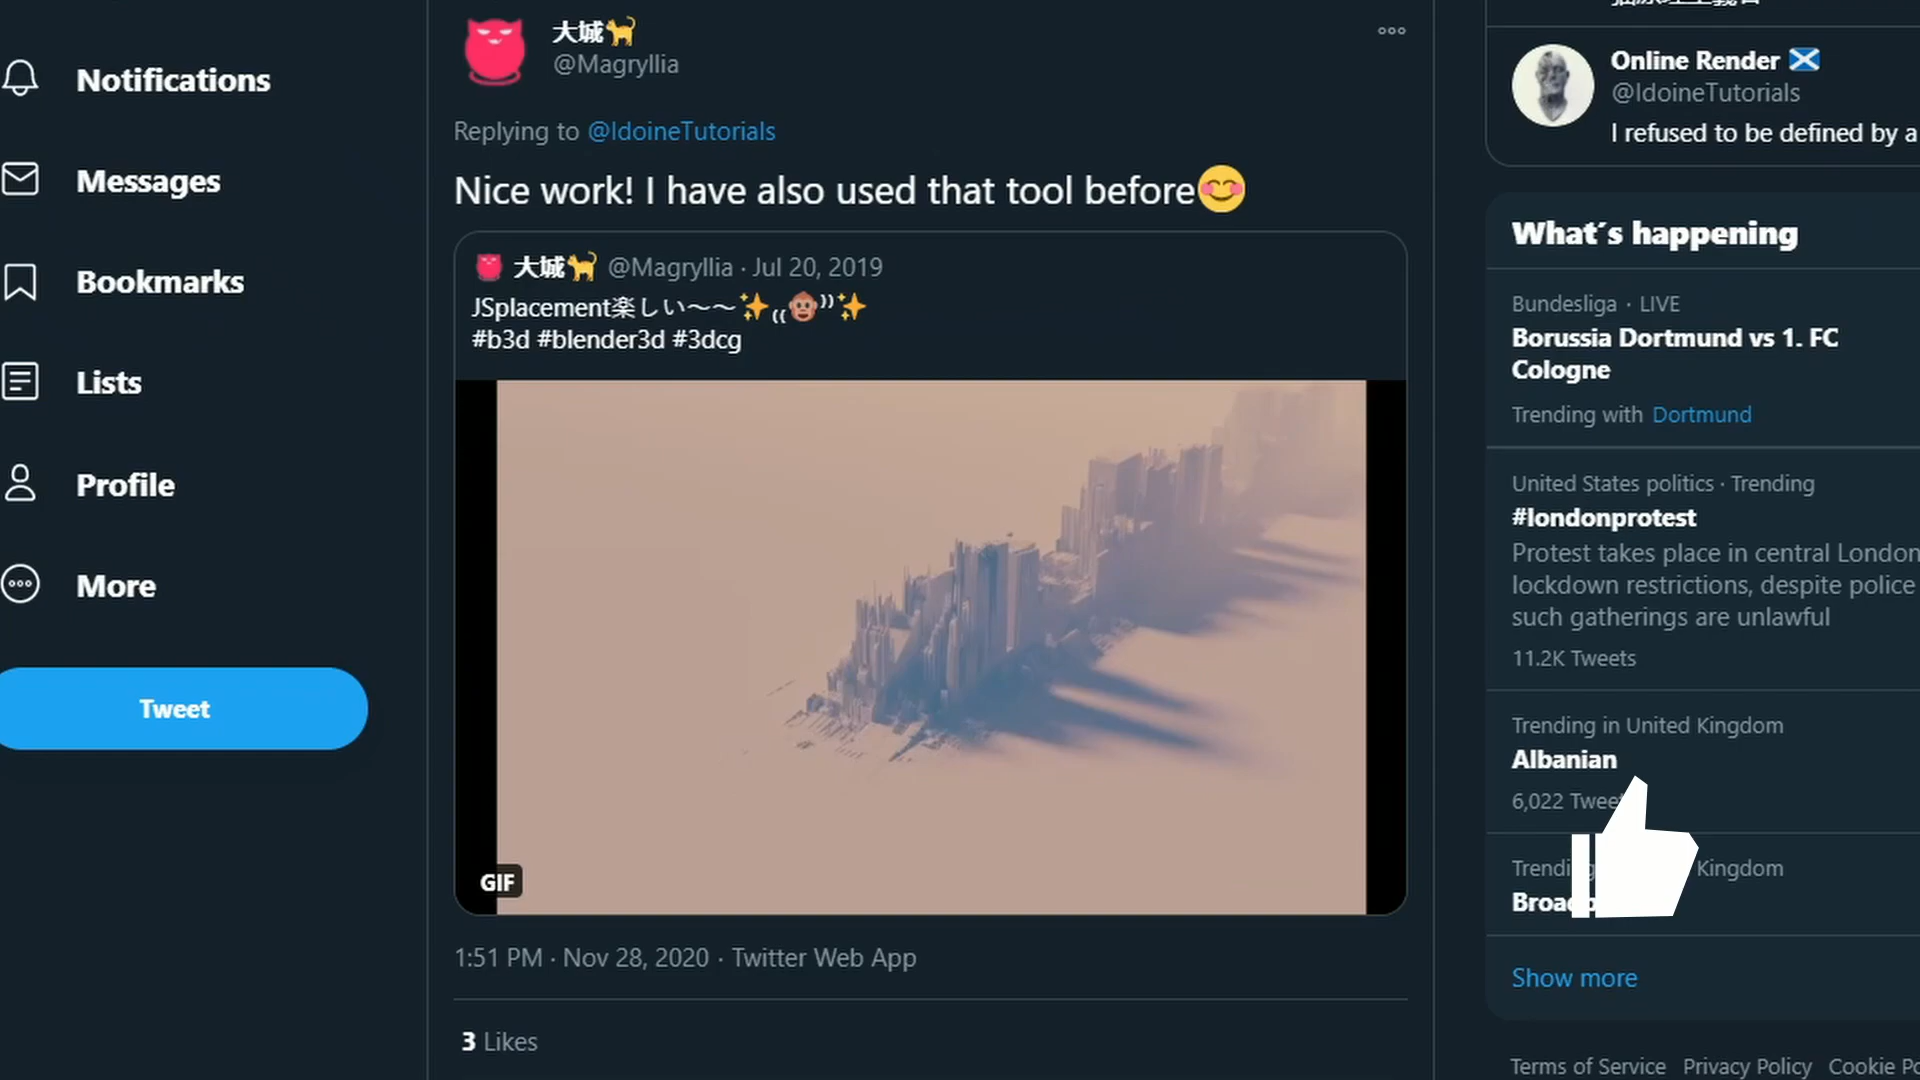 Notifications
Messages
Bookmarks
Lists
Profile
More
Tweet
大城🐈
@Magryllia
Replying to @IdoineTutorials
Nice work! I have also used that tool before😊
大城🐈 @Magryllia · Jul 20, 2019
JSplacement楽しい〜〜✨₍₍🐵⁾⁾✨
#b3d #blender3d #3dcg
GIF
1:51 PM · Nov 28, 2020 · Twitter Web App
3 Likes
Online Render
@IdoineTutorials
I refused to be defined by a
What's happening
Bundesliga · LIVE
Borussia Dortmund vs 1. FC
Cologne
Trending with Dortmund
United States politics · Trending
#londonprotest
Protest takes place in central London
lockdown restrictions, despite police
such gatherings are unlawful
11.2K Tweets
Trending in United Kingdom
Albanian
6,022
Kingdom
Show more
Terms of Service Privacy Policy Cookie